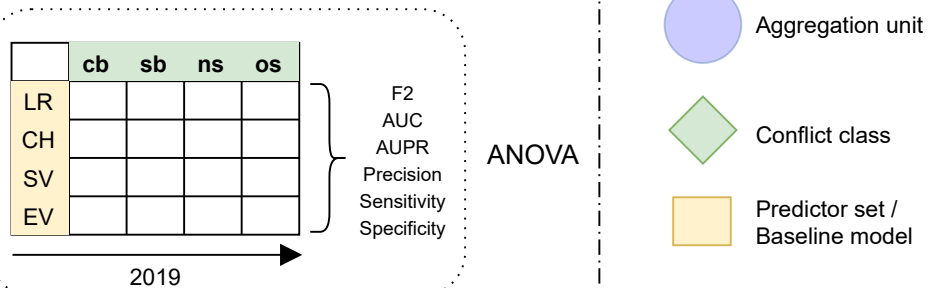 cb sb ns os
LR
CH
SV
EV
F2
AUC
AUPR
Precision
Sensitivity
Specificity
2019
ANOVA
Aggregation unit
Conflict class
Predictor set /
Baseline model